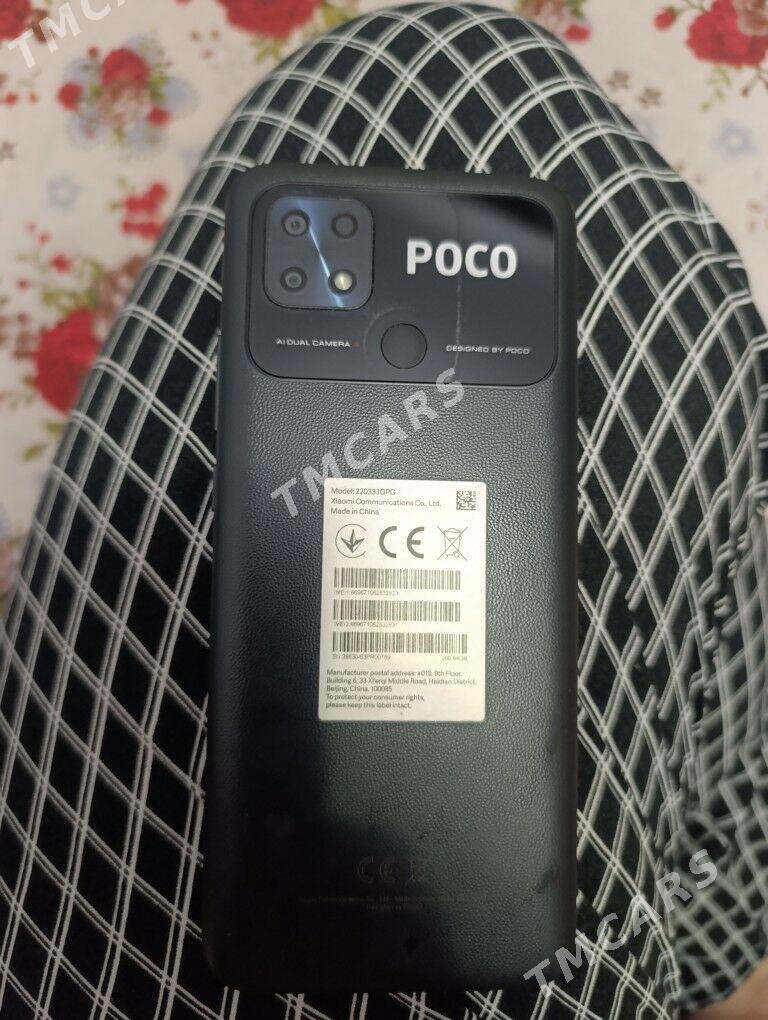 TMCARS
POCO
AI DUAL CAMERA
DESIGNED BY POCO
TMCARS
Model: 220333QPG
Xiaomi Communications Co., Ltd.
Made in China
CE
Manufacturer postal address: #019, 9th Floor,
Building 6, 33 Xi'erqi Middle Road, Haidian District,
Beijing, China, 100085
To protect your consumer rights,
please keep this label intact.
CE
TMCARS
TMCARS